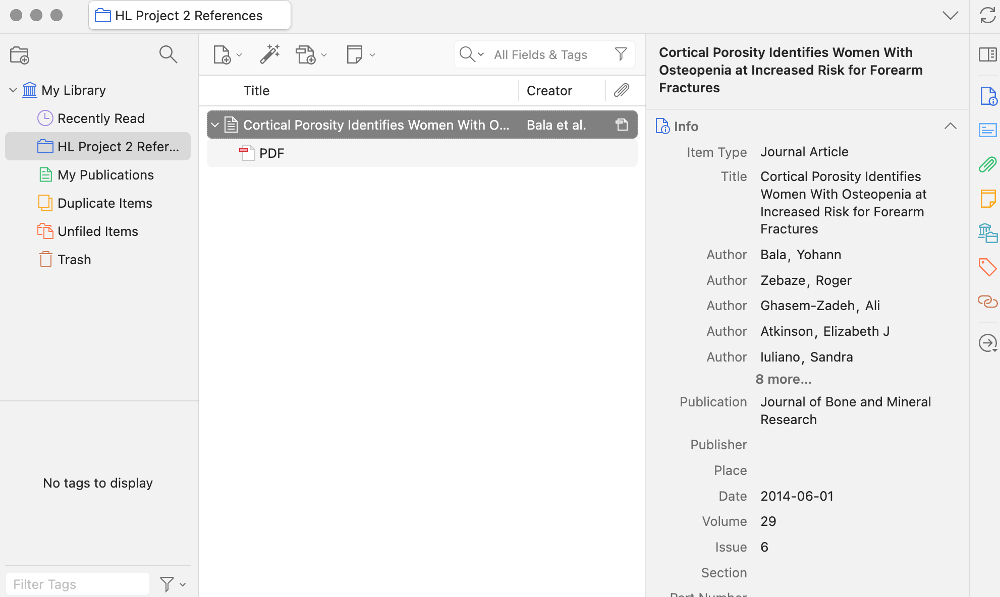 HL Project 2 References
My Library
Recently Read
HL Project 2 Refer...
My Publications
Duplicate Items
Unfiled Items
Trash
No tags to display
Filter Tags
All Fields & Tags
Title Creator
Cortical Porosity Identifies Women With O... Bala et al.
PDF
Cortical Porosity Identifies Women With
Osteopenia at Increased Risk for Forearm
Fractures
Info
Item Type Journal Article
Title Cortical Porosity Identifies
Women With Osteopenia at
Increased Risk for Forearm
Fractures
Author Bala, Yohann
Author Zebaze, Roger
Author Ghasem-Zadeh, Ali
Author Atkinson, Elizabeth J
Author Iuliano, Sandra
8 more...
Publication Journal of Bone and Mineral
Research
Publisher
Place
Date 2014-06-01
Volume 29
Issue 6
Section
Part Number